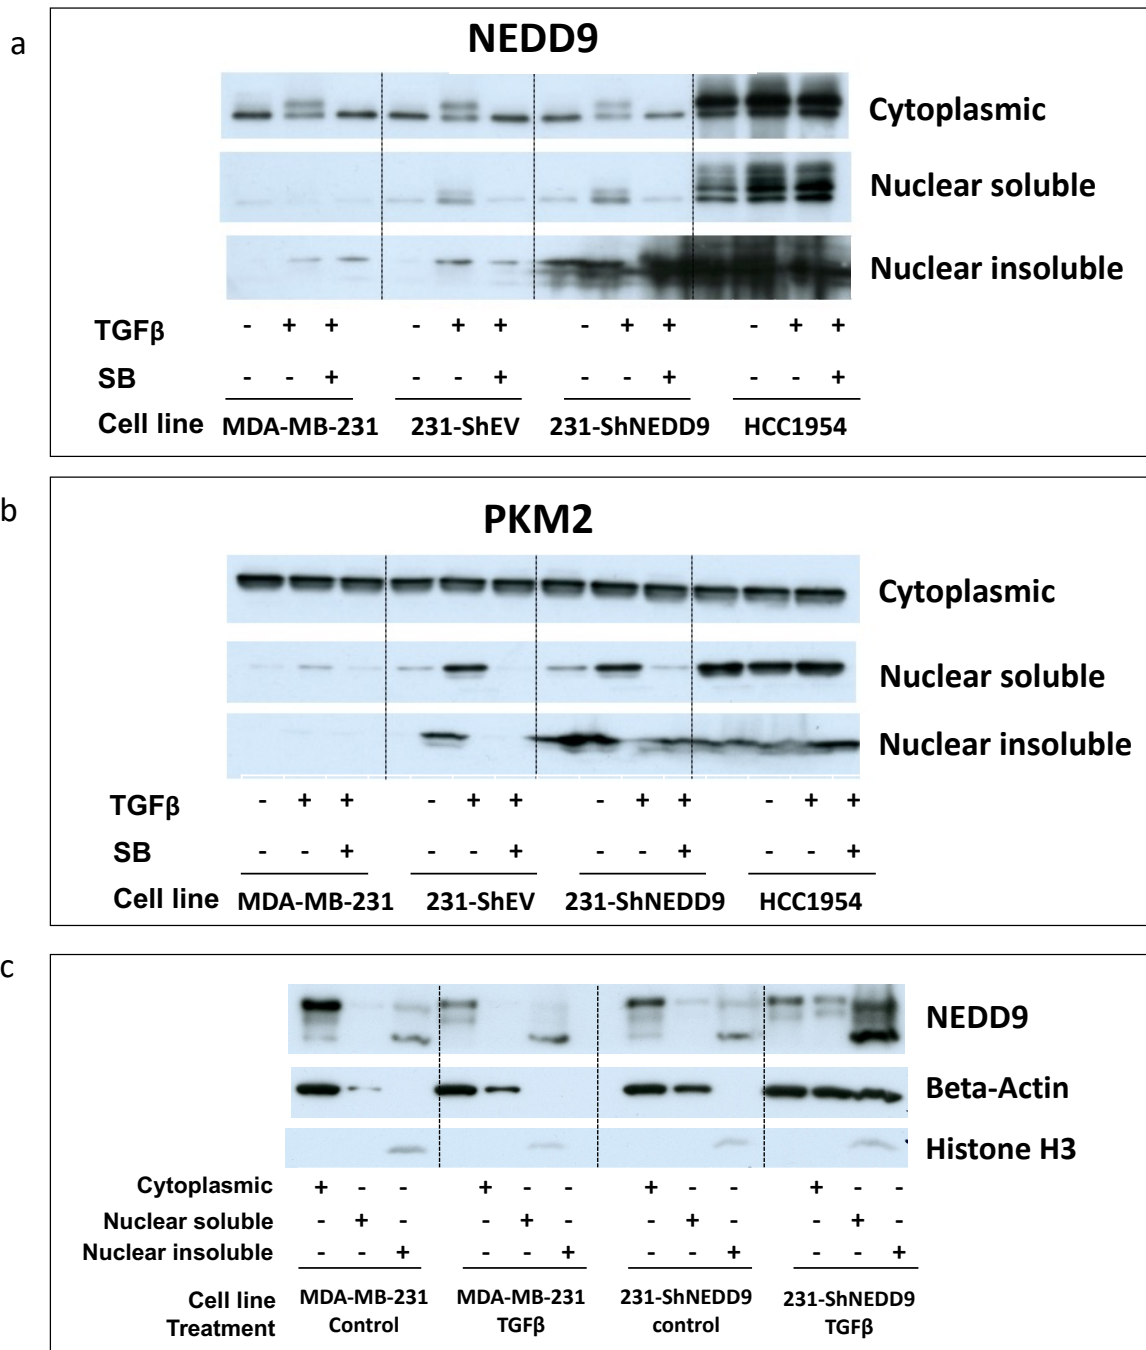 a
NEDD9
Cytoplasmic
Nuclear soluble
Nuclear insoluble
TGFβ - + + - + + - + + - + +
SB - - + - - + - - + - - +
Cell line MDA-MB-231 231-ShEV 231-ShNEDD9 HCC1954
b
PKM2
Cytoplasmic
Nuclear soluble
Nuclear insoluble
TGFβ - + + - + + - + + - + +
SB - - + - - + - - + - - +
Cell line MDA-MB-231 231-ShEV 231-ShNEDD9 HCC1954
c
NEDD9
Beta-Actin
Histone H3
Cytoplasmic + - - + - - + - - + - -
Nuclear soluble - + - - + - - + - - + -
Nuclear insoluble - - + - - + - - + - - +
Cell line MDA-MB-231 MDA-MB-231 231-ShNEDD9 231-ShNEDD9
Treatment Control TGFβ control TGFβ